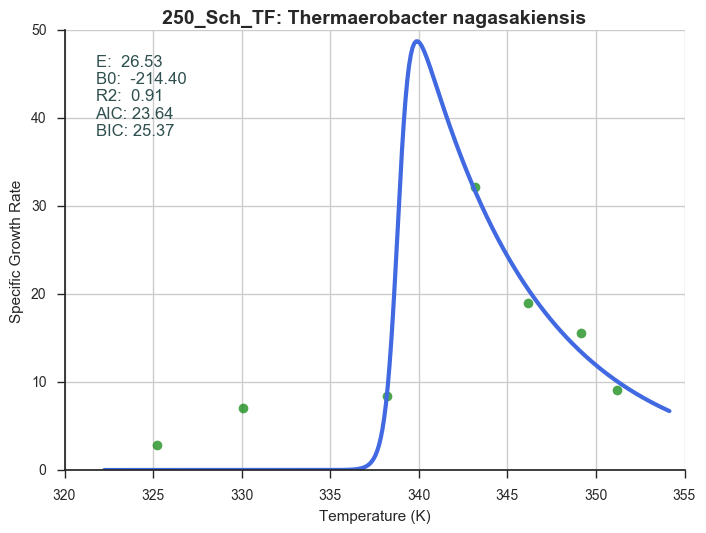 250_Sch_TF: Thermaerobacter nagasakiensis
E:  26.53
B0:  -214.40
R2:  0.91
AIC: 23.64
BIC: 25.37
Specific Growth Rate
50
40
30
20
10
0
320 325 330 335 340 345 350 355
Temperature (K)